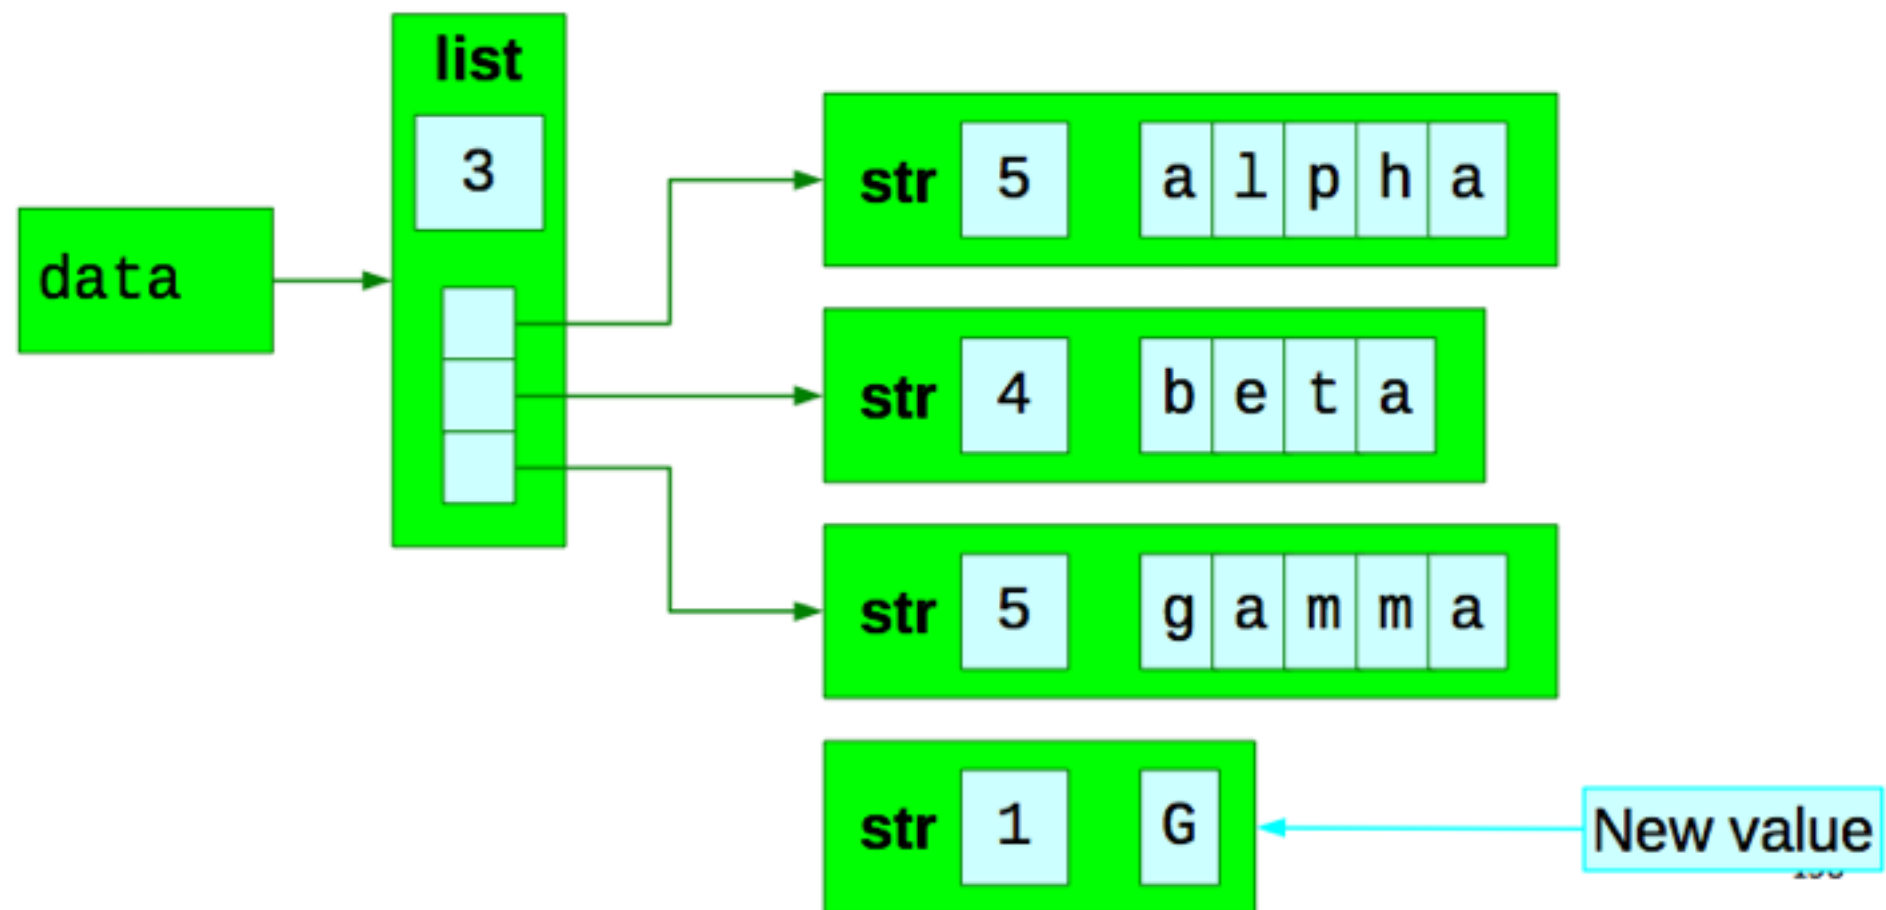 list
3
data
str 5 a l p h a
str 4 b e t a
str 5 g a m m a
str 1 G
New value